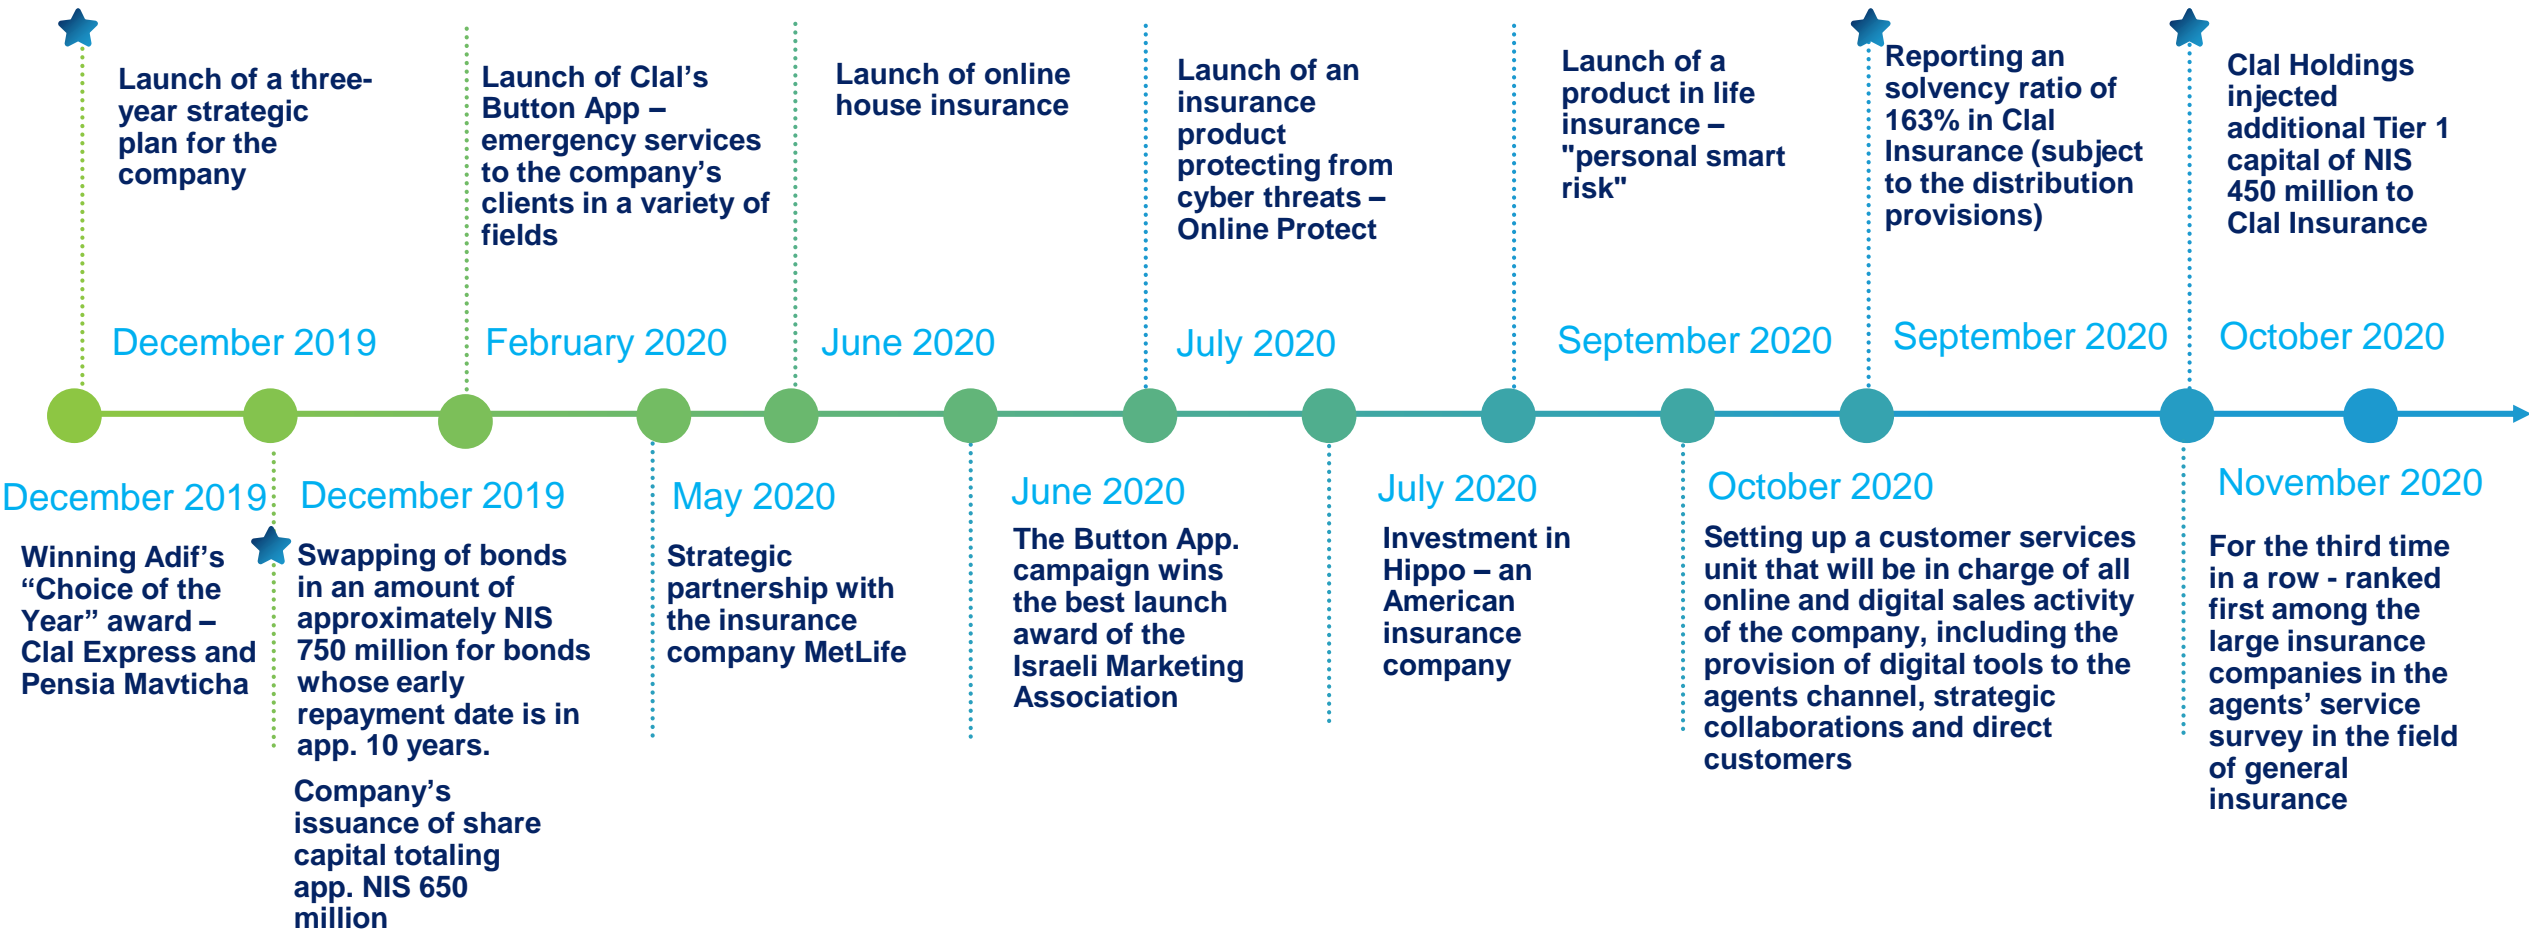 Launch of a three-
year strategic
plan for the
company
December 2019
Launch of Clal’s
Button App –
emergency services
to the company’s
clients in a variety of
fields
February 2020
Launch of online
house insurance
June 2020
Launch of an
insurance
product
protecting from
cyber threats –
Online Protect
July 2020
Launch of a
product in life
insurance –
"personal smart
risk"
September 2020
Reporting an
solvency ratio of
163% in Clal
Insurance (subject
to the distribution
provisions)
September 2020
Clal Holdings
injected
additional Tier 1
capital of NIS
450 million to
Clal Insurance
October 2020
December 2019
Winning Adif’s
“Choice of the
Year” award –
Clal Express and
Pensia Mavticha
December 2019
Swapping of bonds
in an amount of
approximately NIS
750 million for bonds
whose early
repayment date is in
app. 10 years.
Company’s
issuance of share
capital totaling
app. NIS 650
million
May 2020
Strategic
partnership with
the insurance
company MetLife
June 2020
The Button App.
campaign wins
the best launch
award of the
Israeli Marketing
Association
July 2020
Investment in
Hippo – an
American
insurance
company
October 2020
Setting up a customer services
unit that will be in charge of all
online and digital sales activity
of the company, including the
provision of digital tools to the
agents channel, strategic
collaborations and direct
customers
November 2020
For the third time
in a row - ranked
first among the
large insurance
companies in the
agents’ service
survey in the field
of general
insurance